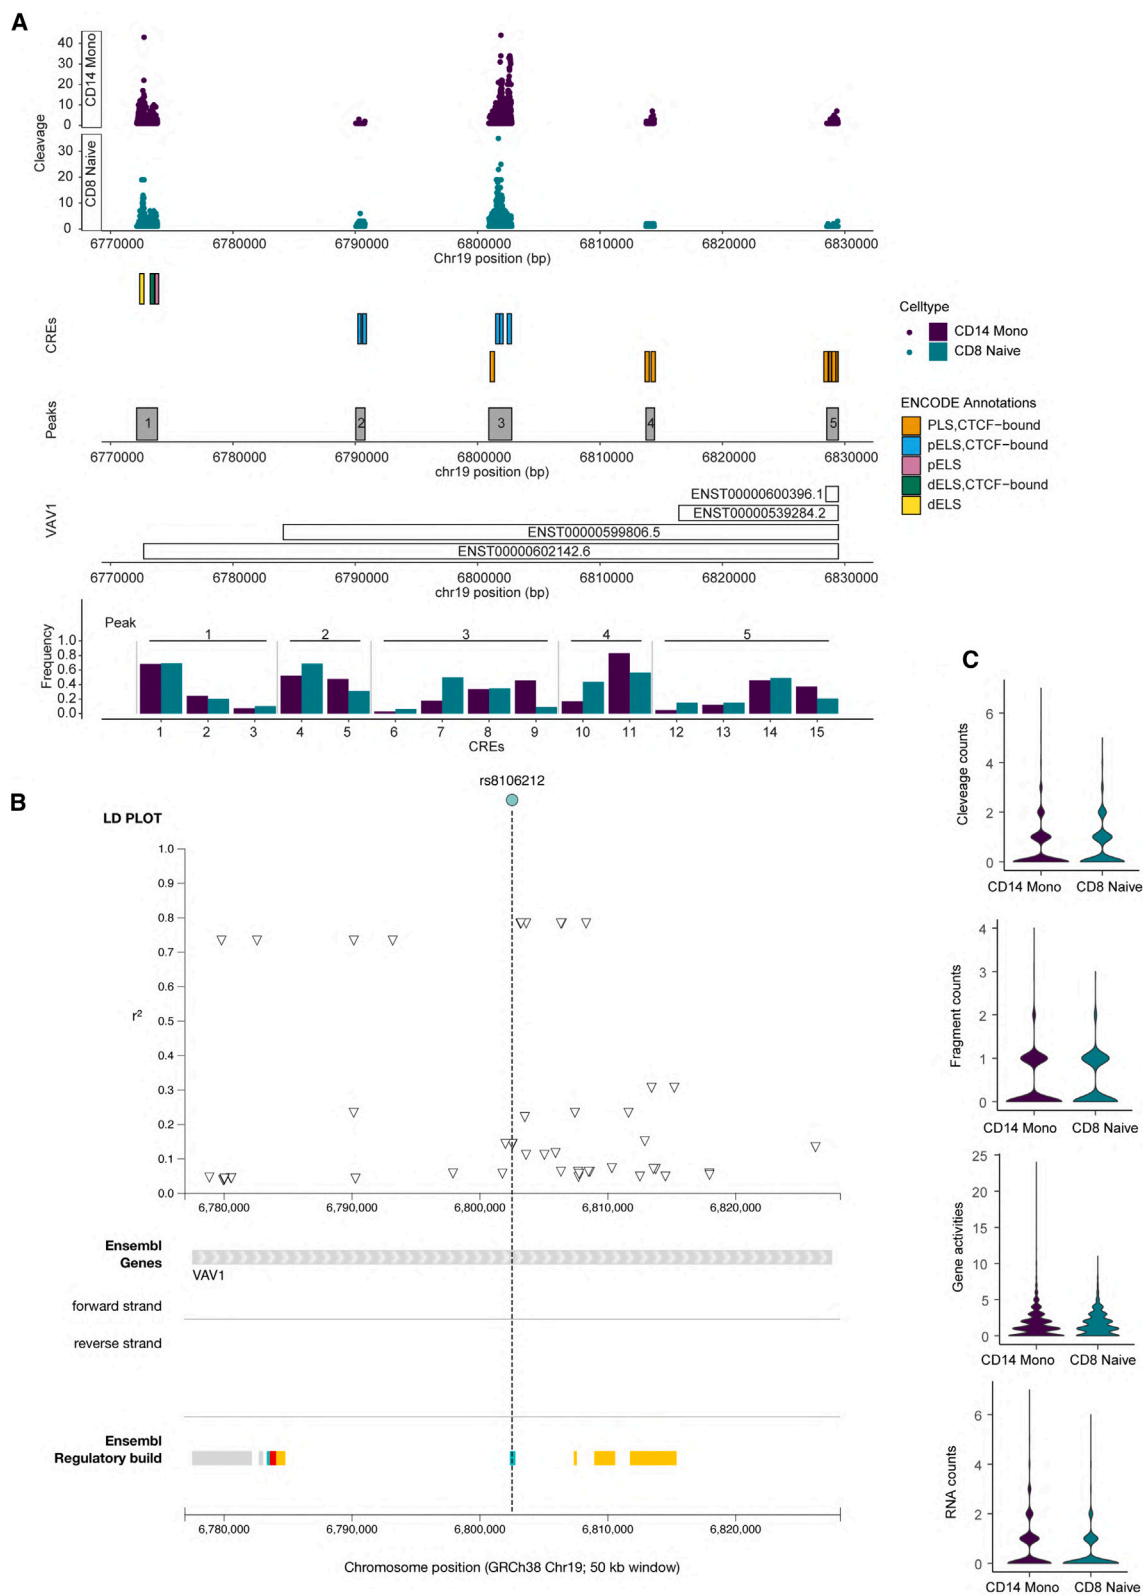 A
Cleavage
CD14 Mono
40
30
20
10
0
CD8 Naive
30
20
10
0
6770000 6780000 6790000 6800000 6810000 6820000 6830000
Chr19 position (bp)
CREs
Peaks
1 2 3 4 5
6770000 6780000 6790000 6800000 6810000 6820000 6830000
chr19 position (bp)
Celltype
CD14 Mono
CD8 Naive
ENCODE Annotations
PLS,CTCF−bound
pELS,CTCF−bound
pELS
dELS,CTCF−bound
dELS
VAV1
ENST00000600396.1
ENST00000539284.2
ENST00000599806.5
ENST00000602142.6
6770000 6780000 6790000 6800000 6810000 6820000 6830000
chr19 position (bp)
Peak
1 2 3 4 5
Frequency
1.0
0.8
0.6
0.4
0.2
0.0
1 2 3 4 5 6 7 8 9 10 11 12 13 14 15
CREs
B
rs8106212
LD PLOT
1.0
0.9
0.8
0.7
0.6
r2
0.5
0.4
0.3
0.2
0.1
0.0
6,780,000 6,790,000 6,800,000 6,810,000 6,820,000
Ensembl
Genes
VAV1
forward strand
reverse strand
Ensembl
Regulatory build
6,780,000 6,790,000 6,800,000 6,810,000 6,820,000
Chromosome position (GRCh38 Chr19; 50 kb window)
C
Cleveage counts
6
4
2
0
CD14 Mono CD8 Naive
Fragment counts
4
3
2
1
0
CD14 Mono CD8 Naive
Gene activities
25
20
15
10
5
0
CD14 Mono CD8 Naive
RNA counts
6
4
2
0
CD14 Mono CD8 Naive